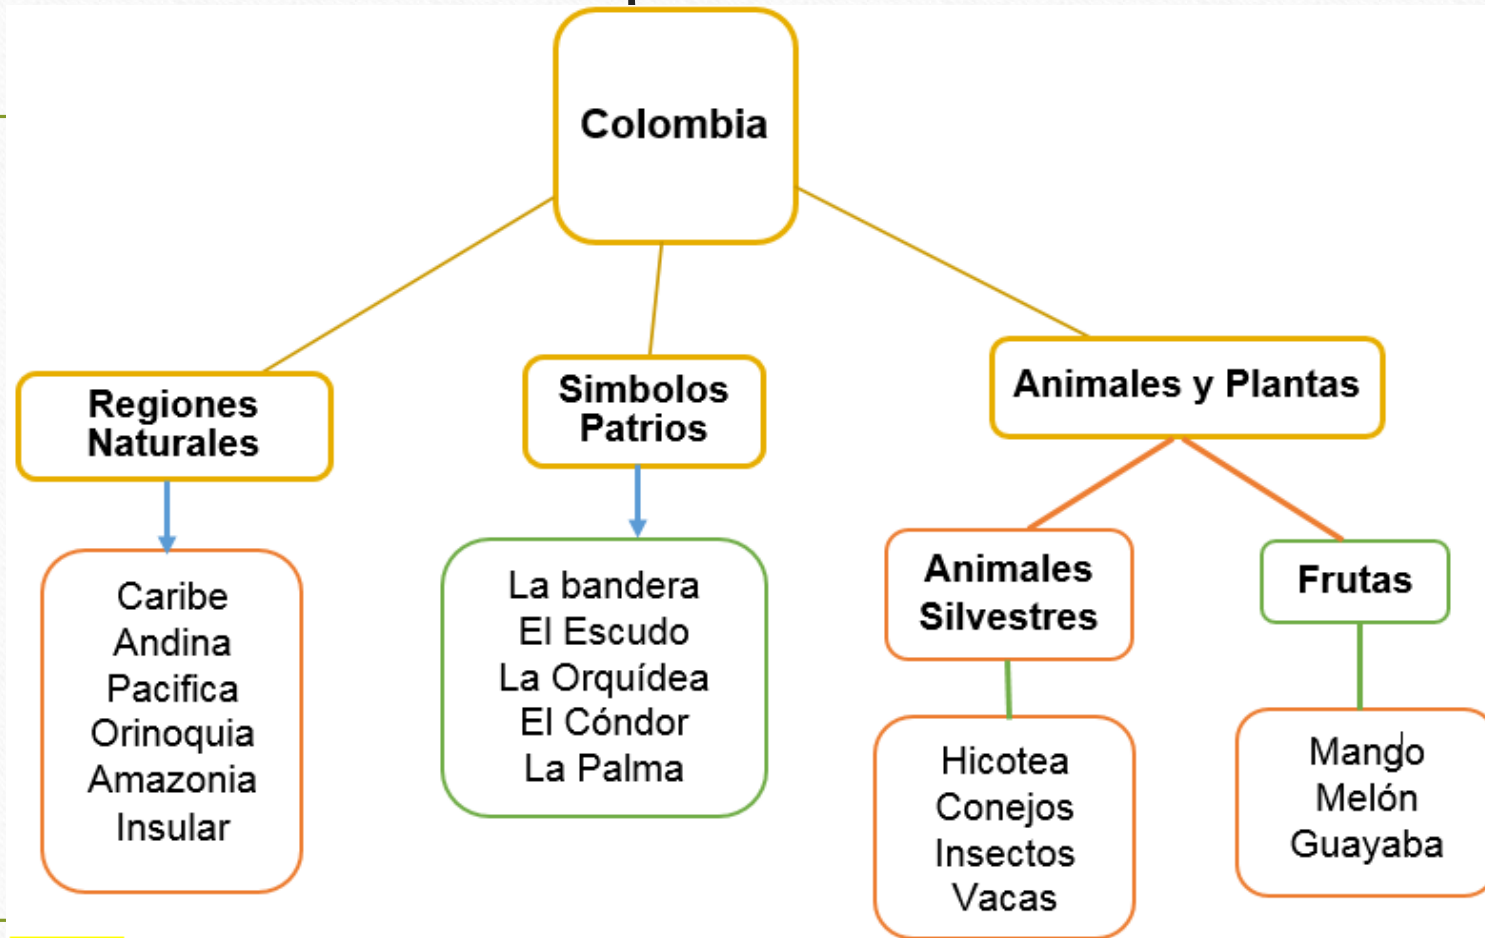 Colombia
Regiones
Naturales
Caribe
Andina
Pacifica
Orinoquia
Amazonia
Insular
Simbolos
Patrios
La bandera
El Escudo
La Orquídea
El Cóndor
La Palma
Animales y Plantas
Animales
Silvestres
Hicotea
Conejos
Insectos
Vacas
Frutas
Mango
Melón
Guayaba